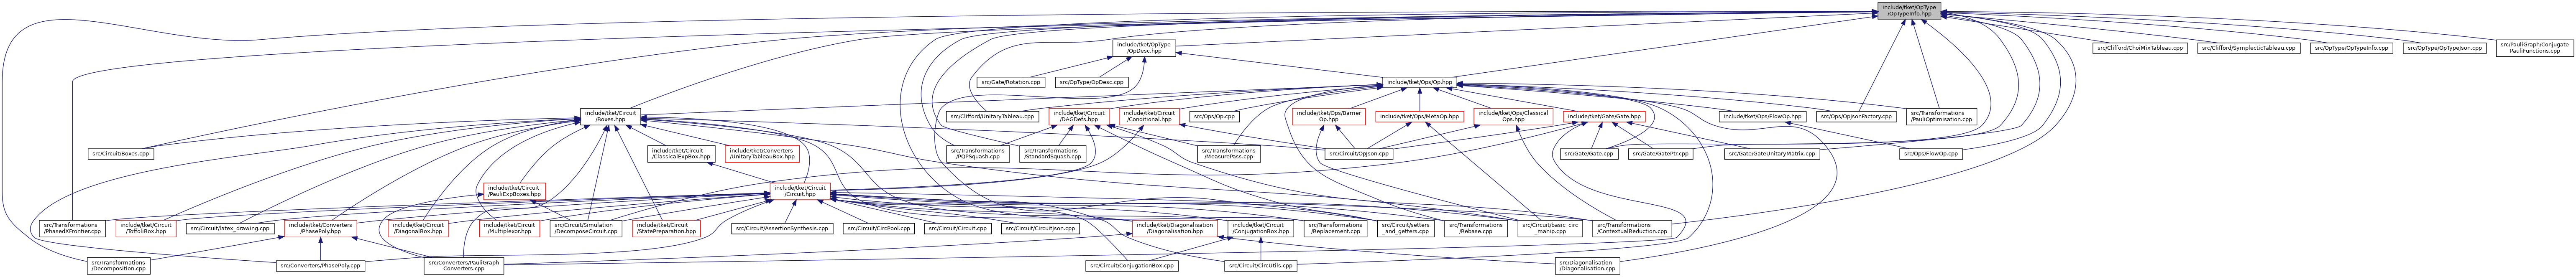 include/tket/OpType
/OpTypeInfo.hpp
include/tket/OpType
/OpDesc.hpp
src/Clifford/ChoiMixTableau.cpp
src/Clifford/SymplecticTableau.cpp
src/OpType/OpTypeInfo.cpp
src/OpType/OpTypeJson.cpp
src/PauliGraph/Conjugate
PauliFunctions.cpp
src/Gate/Rotation.cpp
src/OpType/OpDesc.cpp
include/tket/Ops/Op.hpp
include/tket/Circuit
/Boxes.hpp
src/Clifford/UnitaryTableau.cpp
include/tket/Circuit
/DAGDefs.hpp
include/tket/Circuit
/Conditional.hpp
src/Ops/Op.cpp
include/tket/Ops/Barrier
Op.hpp
include/tket/Ops/MetaOp.hpp
include/tket/Ops/Classical
Ops.hpp
include/tket/Gate/Gate.hpp
include/tket/Ops/FlowOp.hpp
src/Ops/OpJsonFactory.cpp
src/Transformations
/PauliOptimisation.cpp
src/Circuit/Boxes.cpp
include/tket/Circuit
/ClassicalExpBox.hpp
include/tket/Converters
/UnitaryTableauBox.hpp
src/Transformations
/PQPSquash.cpp
src/Transformations
/StandardSquash.cpp
src/Transformations
/MeasurePass.cpp
src/Circuit/OpJson.cpp
src/Gate/Gate.cpp
src/Gate/GatePtr.cpp
src/Gate/GateUnitaryMatrix.cpp
src/Ops/FlowOp.cpp
include/tket/Circuit
/PauliExpBoxes.hpp
include/tket/Circuit
/Circuit.hpp
src/Transformations
/PhasedXFrontier.cpp
include/tket/Circuit
/ToffoliBox.hpp
src/Circuit/latex_drawing.cpp
include/tket/Converters
/PhasePoly.hpp
include/tket/Circuit
/DiagonalBox.hpp
include/tket/Circuit
/Multiplexor.hpp
src/Circuit/Simulation
/DecomposeCircuit.cpp
include/tket/Circuit
/StatePreparation.hpp
src/Circuit/AssertionSynthesis.cpp
src/Circuit/CircPool.cpp
src/Circuit/Circuit.cpp
src/Circuit/CircuitJson.cpp
include/tket/Diagonalisation
/Diagonalisation.hpp
include/tket/Circuit
/ConjugationBox.hpp
src/Transformations
/Replacement.cpp
src/Circuit/setters
_and_getters.cpp
src/Transformations
/Rebase.cpp
src/Circuit/basic_circ
_manip.cpp
src/Transformations
/ContextualReduction.cpp
src/Transformations
/Decomposition.cpp
src/Converters/PhasePoly.cpp
src/Converters/PauliGraph
Converters.cpp
src/Circuit/ConjugationBox.cpp
src/Circuit/CircUtils.cpp
src/Diagonalisation
/Diagonalisation.cpp